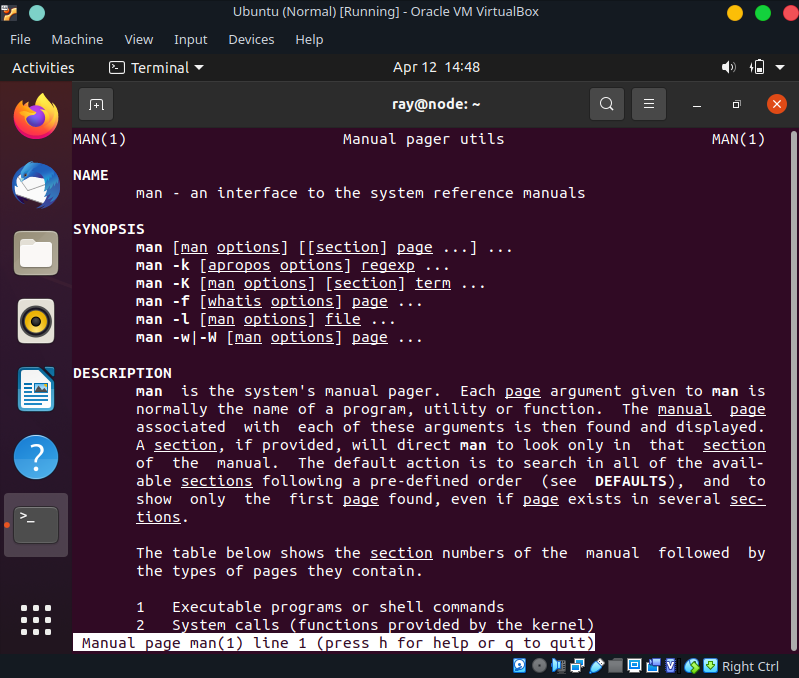 Ubuntu (Normal) [Running] - Oracle VM VirtualBox
File Machine View Input Devices Help
Activities Terminal Apr 12 14:48
ray@node: ~
MAN(1) Manual pager utils MAN(1)
NAME
man - an interface to the system reference manuals
SYNOPSIS
man [man options] [[section] page ...] ...
man -k [apropos options] regexp ...
man -K [man options] [section] term ...
man -f [whatis options] page ...
man -l [man options] file ...
man -w|-W [man options] page ...
DESCRIPTION
man is the system's manual pager. Each page argument given to man is
normally the name of a program, utility or function. The manual page
associated with each of these arguments is then found and displayed.
A section, if provided, will direct man to look only in that section
of the manual. The default action is to search in all of the avail-
able sections following a pre-defined order (see DEFAULTS), and to
show only the first page found, even if page exists in several sec-
tions.
The table below shows the section numbers of the manual followed by
the types of pages they contain.
1 Executable programs or shell commands
2 System calls (functions provided by the kernel)
Manual page man(1) line 1 (press h for help or q to quit)
Right Ctrl